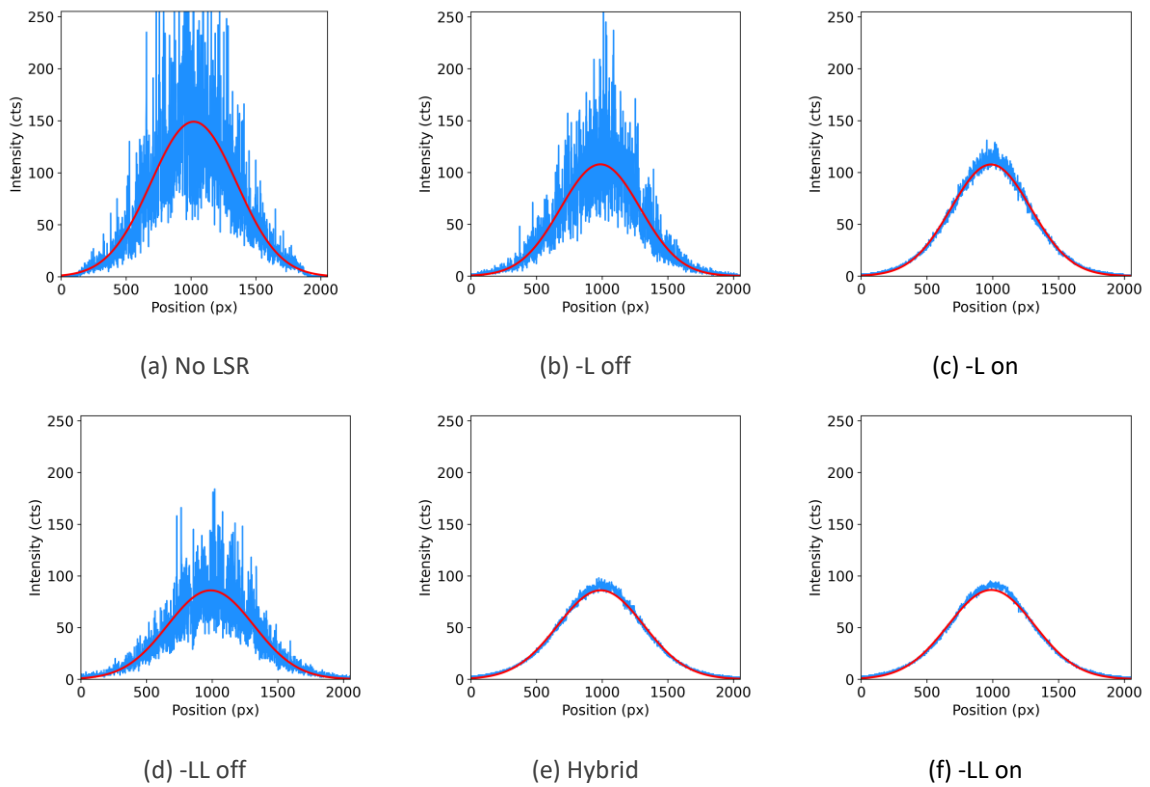 250
200
150
100
50
0
Intensity (cts)
0 500 1000 1500 2000
Position (px)
(a) No LSR
250
200
150
100
50
0
Intensity (cts)
0 500 1000 1500 2000
Position (px)
(b) -L off
250
200
150
100
50
0
Intensity (cts)
0 500 1000 1500 2000
Position (px)
(c) -L on
250
200
150
100
50
0
Intensity (cts)
0 500 1000 1500 2000
Position (px)
(d) -LL off
250
200
150
100
50
0
Intensity (cts)
0 500 1000 1500 2000
Position (px)
(e) Hybrid
250
200
150
100
50
0
Intensity (cts)
0 500 1000 1500 2000
Position (px)
(f) -LL on